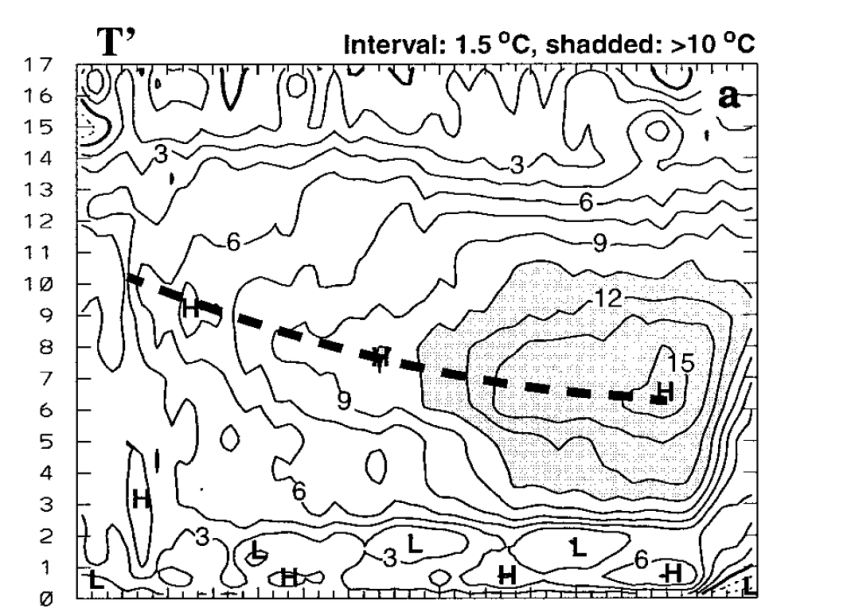 T' Interval: 1.5 °C, shadded: >10 °C
17
16 a
15
14 3 3
13
12 6
11 6 9
10
9 H 12
8 H 15
7 H
6 9
5
4
3 H 6
2 3 L L
1 L 3 H H 6 H
0 L L